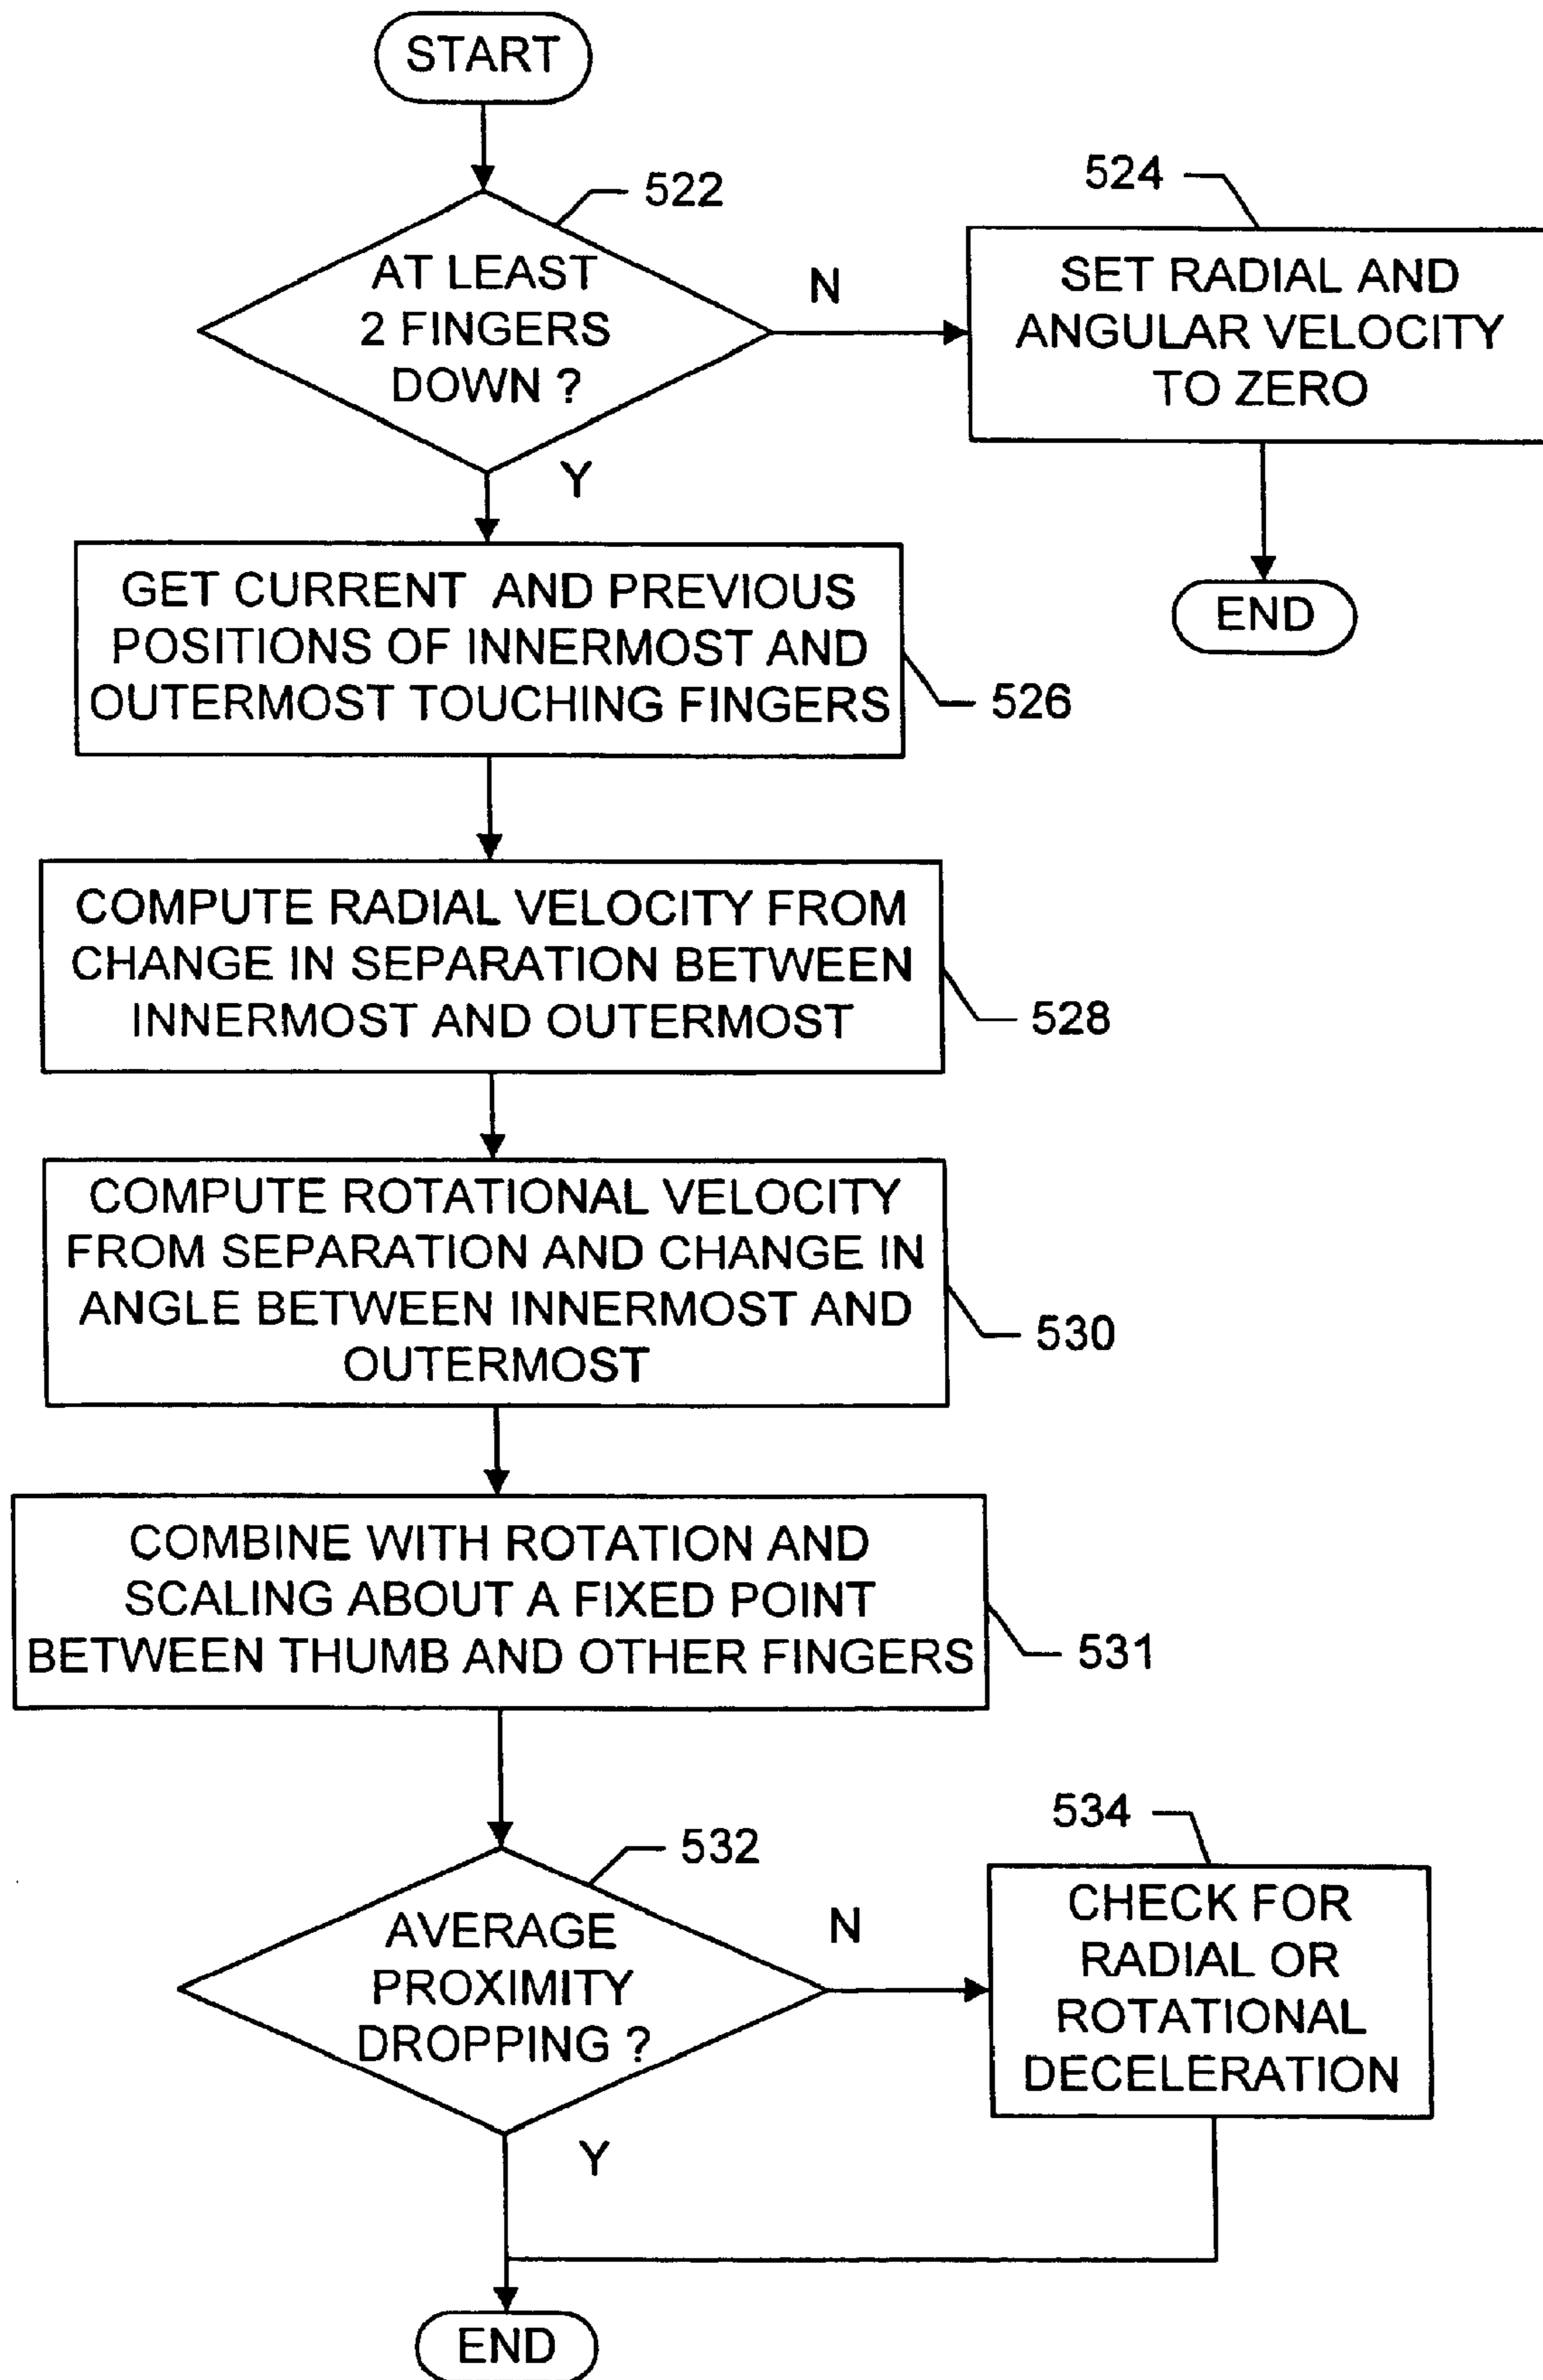 START
522
AT LEAST
2 FINGERS
DOWN ?
N
524
SET RADIAL AND
ANGULAR VELOCITY
TO ZERO
END
Y
GET CURRENT AND PREVIOUS
POSITIONS OF INNERMOST AND
OUTERMOST TOUCHING FINGERS
526
COMPUTE RADIAL VELOCITY FROM
CHANGE IN SEPARATION BETWEEN
INNERMOST AND OUTERMOST
528
COMPUTE ROTATIONAL VELOCITY
FROM SEPARATION AND CHANGE IN
ANGLE BETWEEN INNERMOST AND
OUTERMOST
530
COMBINE WITH ROTATION AND
SCALING ABOUT A FIXED POINT
BETWEEN THUMB AND OTHER FINGERS
531
532
AVERAGE
PROXIMITY
DROPPING ?
N
534
CHECK FOR
RADIAL OR
ROTATIONAL
DECELERATION
Y
END